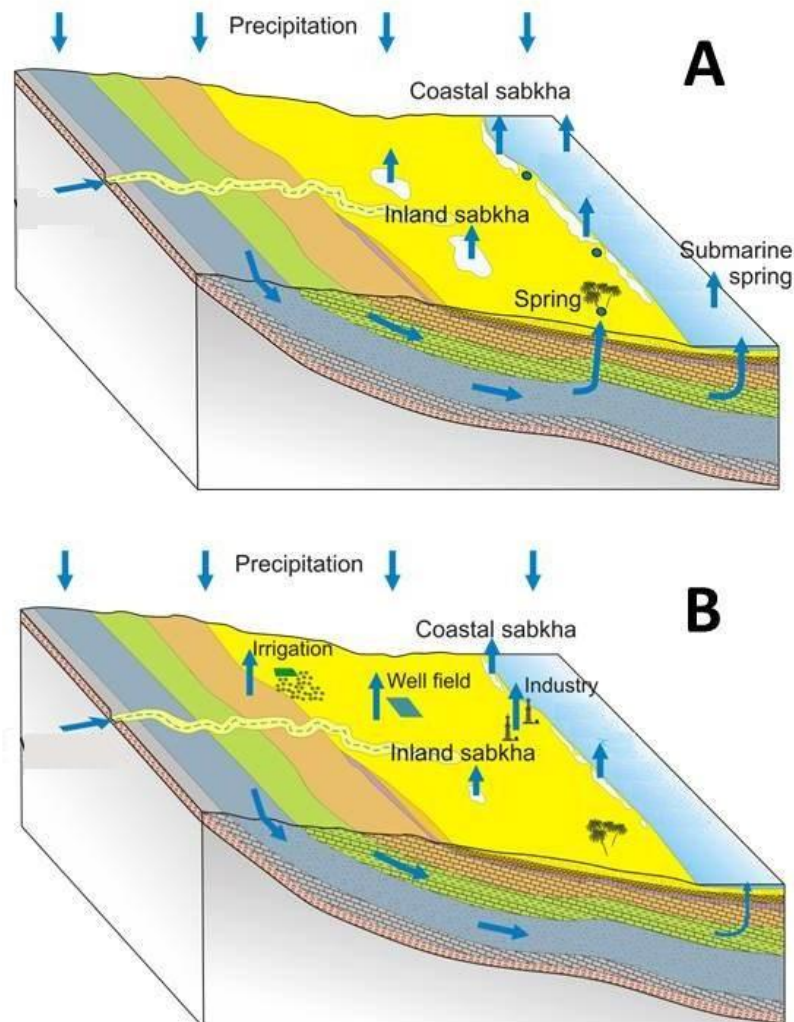 Precipitation
A
Coastal sabkha
Inland sabkha
Submarine
spring
Spring
Precipitation
B
Coastal sabkha
Irrigation
Well field
Industry
Inland sabkha